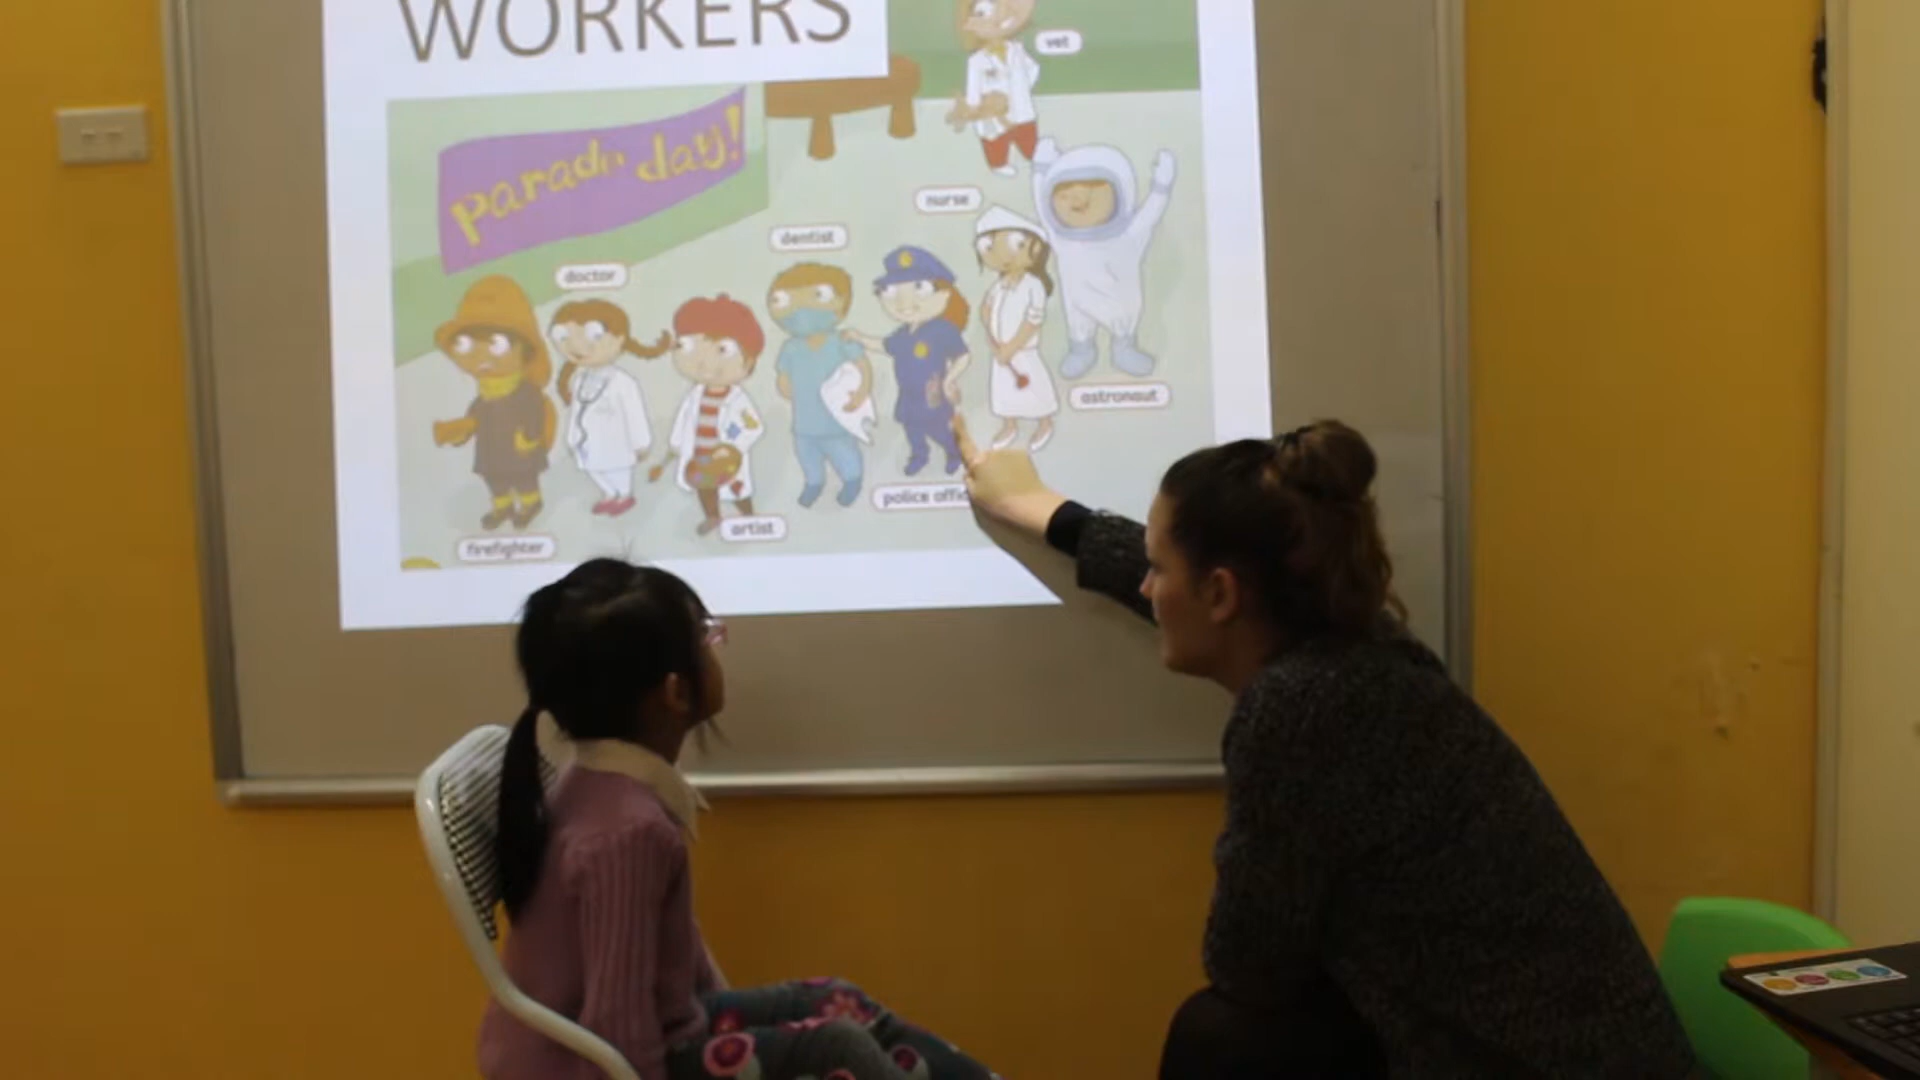 WORKERS
vet
parade day!
nurse
dentist
doctor
astronaut
police offic
artist
firefighter